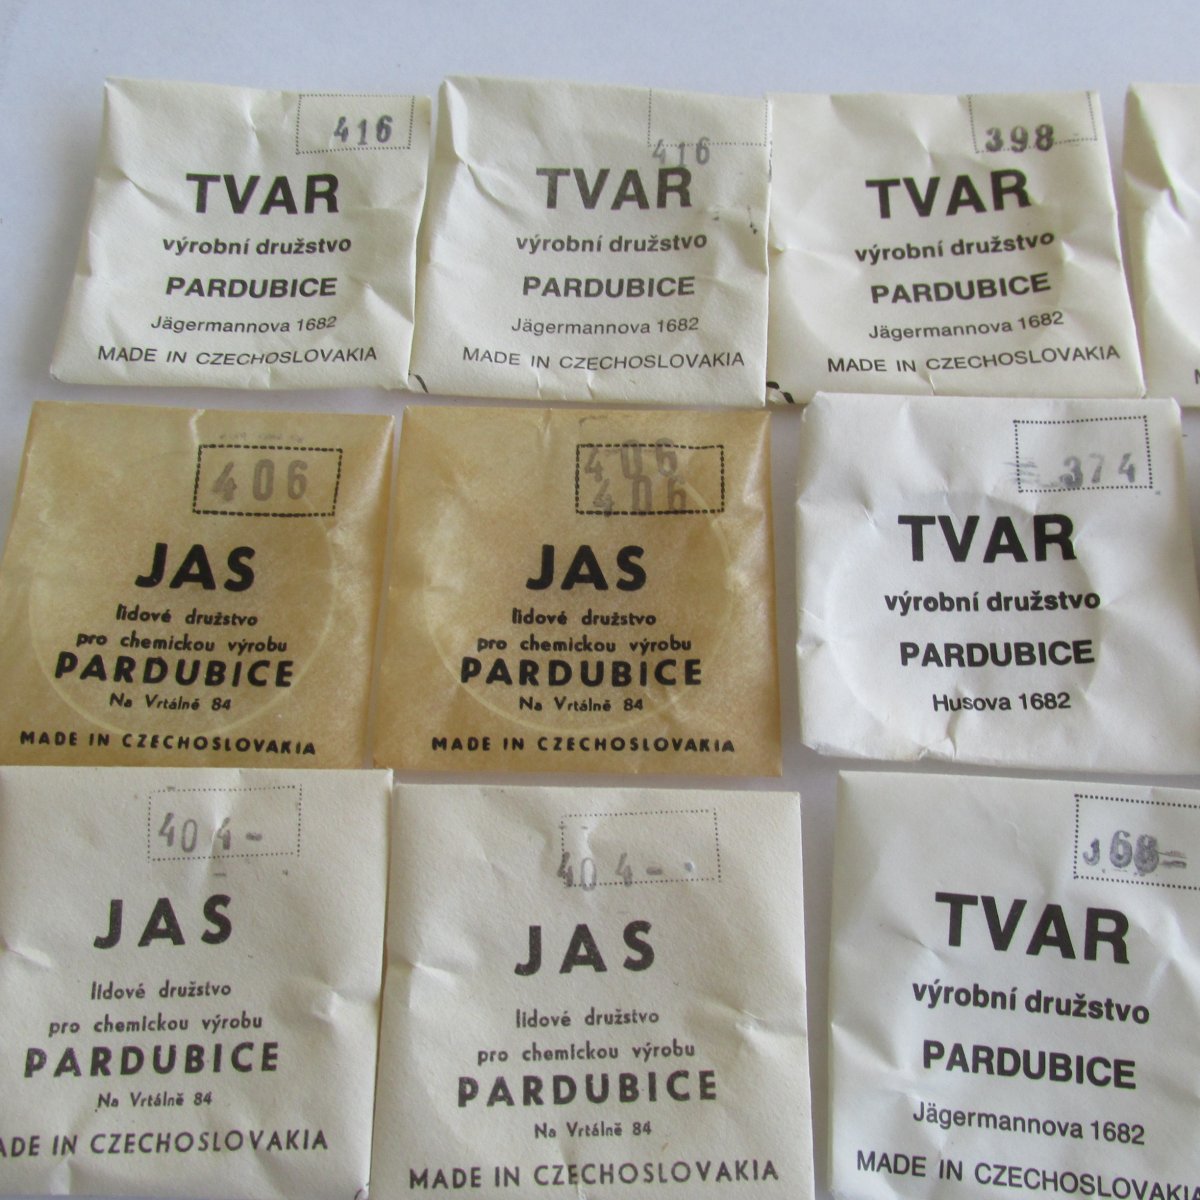 416
TVAR
výrobní družstvo
PARDUBICE
Jägermannova 1682
MADE IN CZECHOSLOVAKIA
416
TVAR
výrobní družstvo
PARDUBICE
Jägermannova 1682
MADE IN CZECHOSLOVAKIA
398
TVAR
výrobní družstvo
PARDUBICE
Jägermannova 1682
MADE IN CZECHOSLOVAKIA
406
JAS
lidové družstvo
pro chemickou výrobu
PARDUBICE
Na Vrtálně 84
MADE IN CZECHOSLOVAKIA
406
406
JAS
lidové družstvo
pro chemickou výrobu
PARDUBICE
Na Vrtálně 84
MADE IN CZECHOSLOVAKIA
374
TVAR
výrobní družstvo
PARDUBICE
Husova 1682
404-
JAS
lidové družstvo
pro chemickou výrobu
PARDUBICE
Na Vrtálně 84
ADE IN CZECHOSLOVAKIA
404-
JAS
lidové družstvo
pro chemickou výrobu
PARDUBICE
Na Vrtálně 84
MADE IN CZECHOSLOVAKIA
TVAR
výrobní družstvo
PARDUBICE
Jägermannova 1682
MADE IN CZECHOSLOVAKIA